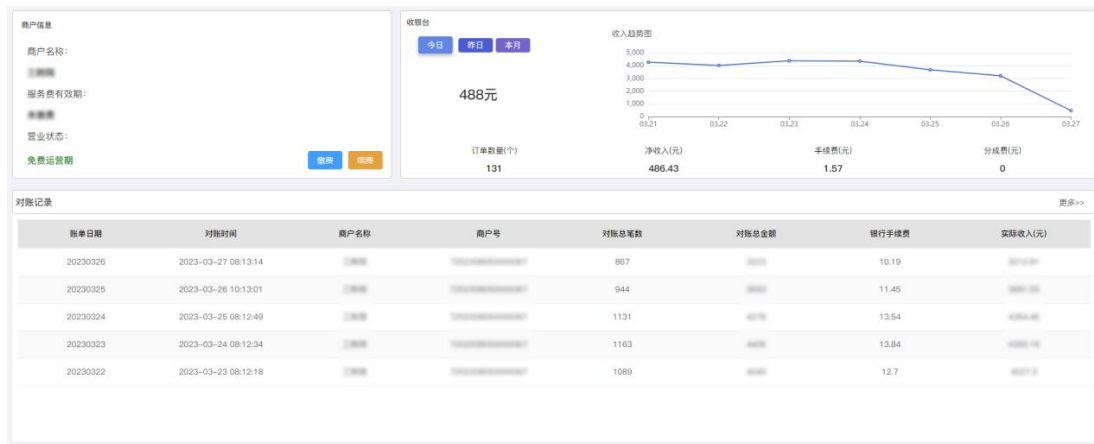 商户信息
商户名称：
服务费有效期：
营业状态：
免费运营期
缴费 续费
收银台
今日 昨日 本月
488元
收入趋势图
5,000
4,000
3,000
2,000
1,000
0
03.21 03.22 03.23 03.24 03.25 03.26 03.27
订单数量(个) 净收入(元) 手续费(元) 分成费(元)
131 486.43 1.57 0
对账记录 更多>>
账单日期 对账时间 商户名称 商户号 对账总笔数 对账总金额 银行手续费 实际收入(元)
20230326 2023-03-27 08:13:14 867 10.19
20230325 2023-03-26 10:13:01 944 11.45
20230324 2023-03-25 08:12:49 1131 13.54
20230323 2023-03-24 08:12:34 1163 13.84
20230322 2023-03-23 08:12:18 1089 12.7